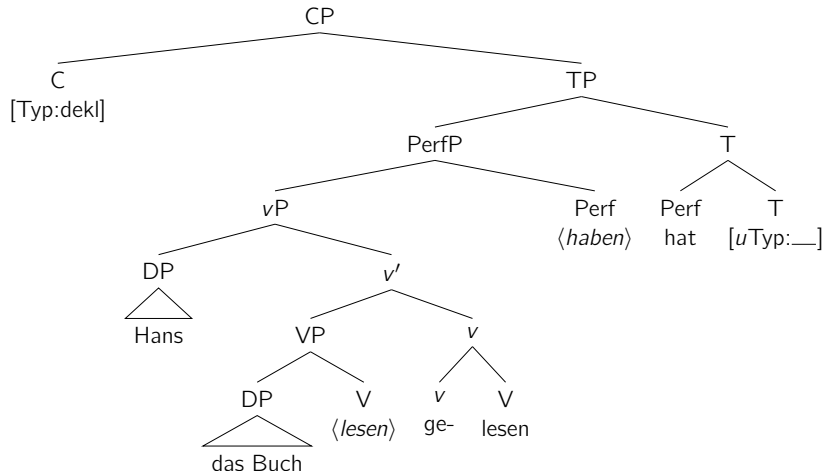 CP
C TP
[Typ:dekl]
PerfP T
vP Perf Perf T
⟨haben⟩ hat [uTyp:__]
DP v′
Hans VP v
DP V v V
⟨lesen⟩ ge- lesen
das Buch